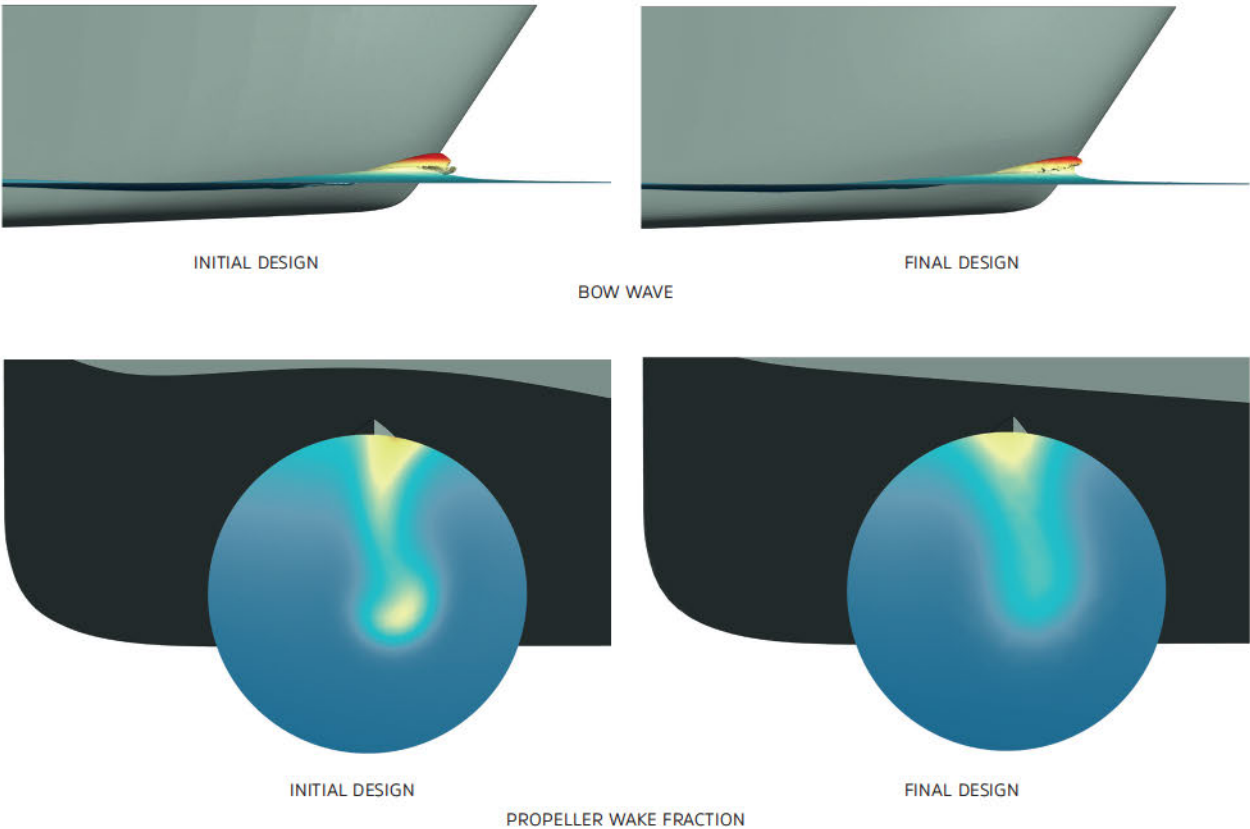 INITIAL DESIGN
FINAL DESIGN
BOW WAVE
INITIAL DESIGN
FINAL DESIGN
PROPELLER WAKE FRACTION